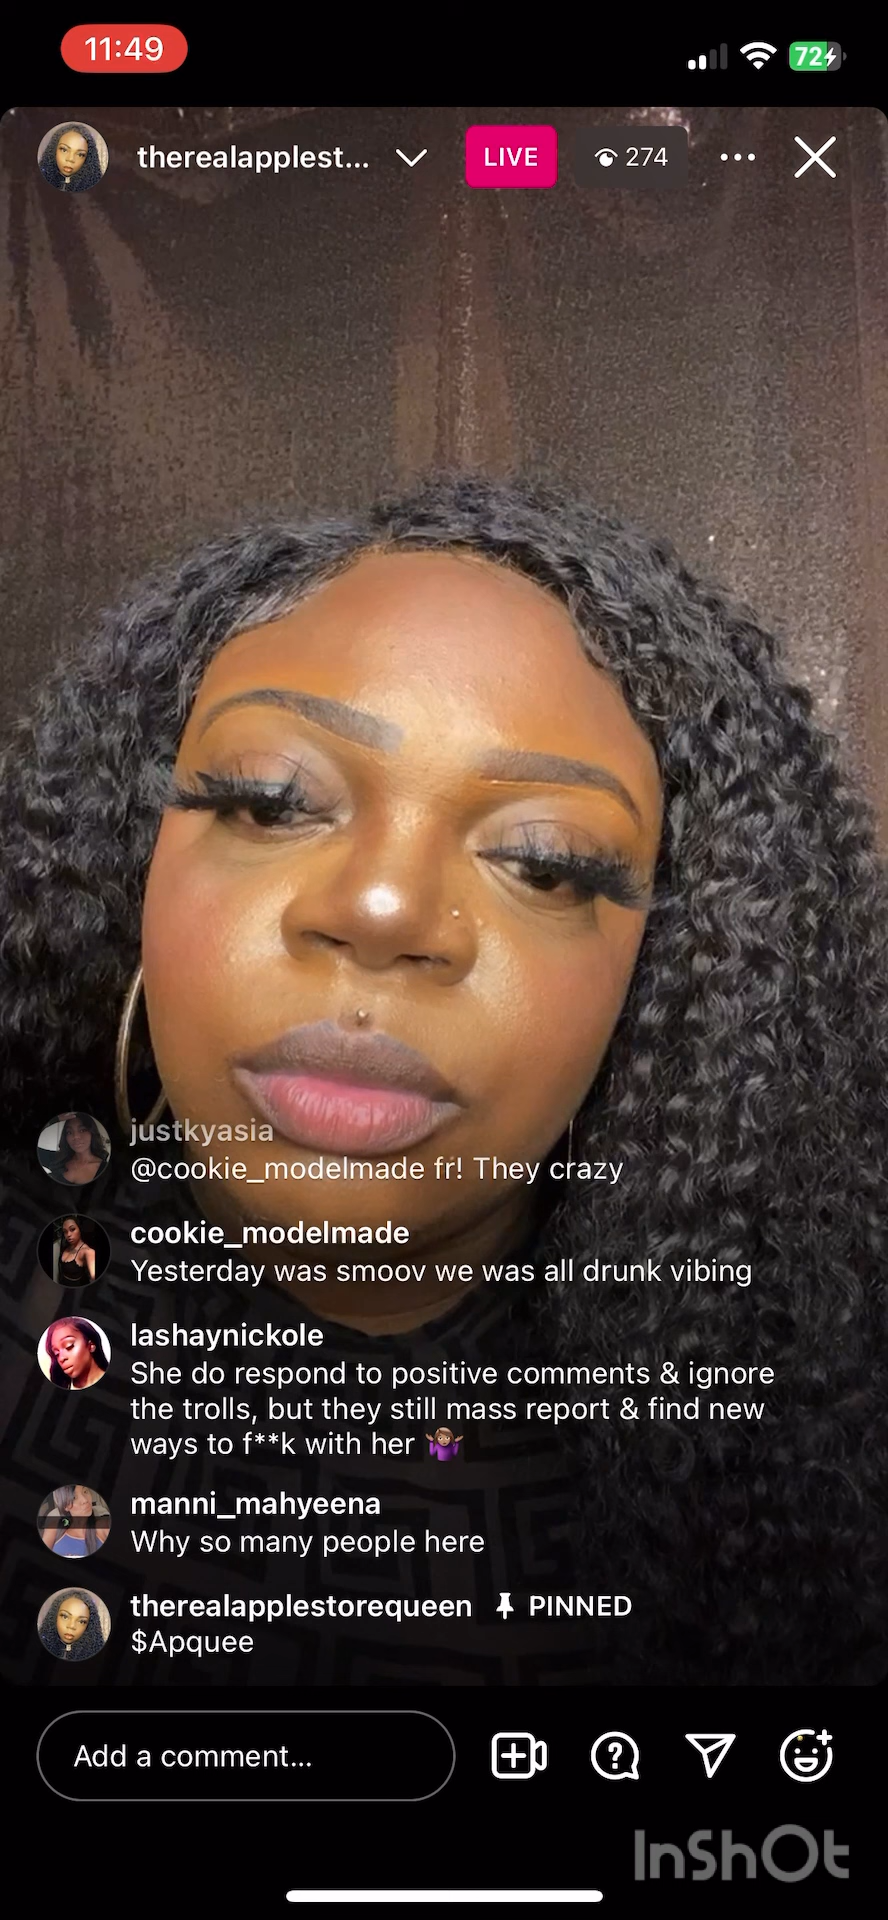 11:49
72
therealapplest...
LIVE
274
justkyasia
@cookie_modelmade fr! They crazy
cookie_modelmade
Yesterday was smoov we was all drunk vibing
lashaynickole
She do respond to positive comments & ignore
the trolls, but they still mass report & find new
ways to f**k with her 🤷🏽‍♀️
manni_mahyeena
Why so many people here
therealapplestorequeen PINNED
$Apquee
Add a comment...
InShOt